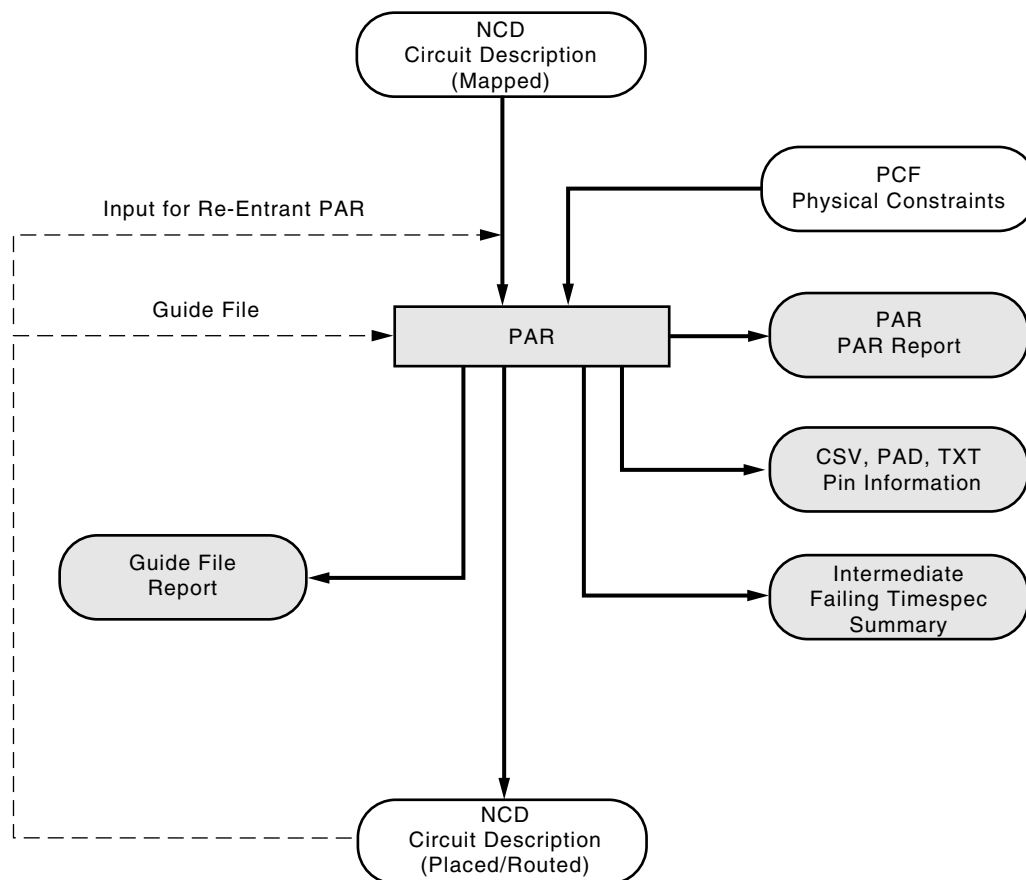 NCD
Circuit Description
(Mapped)
PCF
Physical Constraints
Input for Re-Entrant PAR
Guide File
PAR
PAR
PAR Report
CSV, PAD, TXT
Pin Information
Guide File
Report
Intermediate
Failing Timespec
Summary
NCD
Circuit Description
(Placed/Routed)